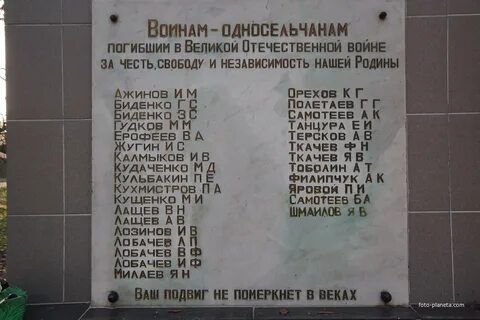 Воинам - односельчанам
погибшим в Великой Отечественной войне
за честь, свободу и независимость нашей Родины
Ажинов И М
Биденко Г С
Биденко З С
Гудков М М
Ерофеев В А
Жугин И С
Калмыков И В
Кудаченко М Д
Кульбакин П Е
Кухмистров П А
Кущенко М И
Лащев В Н
Лащев А В
Лозинов И В
Лобачев Л П
Лобачев В Ф
Лобачев И Ф
Милаев Я Н
Орехов К Г
Полетаев Г Г
Самотеев А К
Танцура Е И
Терсков А В
Ткачев Ф Н
Ткачев Я В
Тоболин А Т
Филипчук А К
Яровой П И
Самотеев Б А
Шмаилов Я В
Ваш подвиг не померкнет в веках
foto-planeta.com